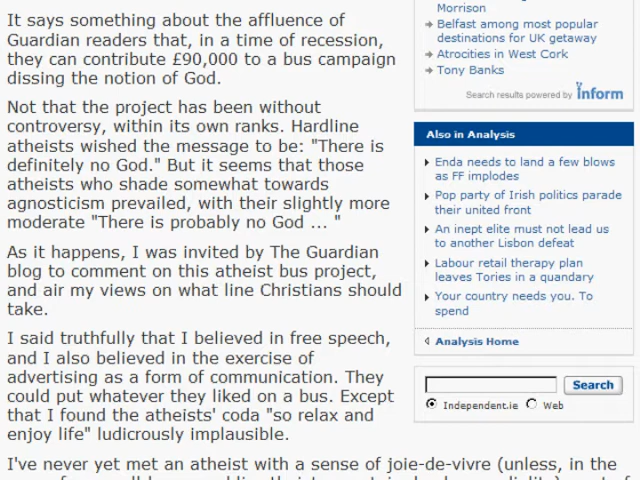 It says something about the affluence of
Guardian readers that, in a time of recession,
they can contribute £90,000 to a bus campaign
dissing the notion of God.
Not that the project has been without
controversy, within its own ranks. Hardline
atheists wished the message to be: "There is
definitely no God." But it seems that those
atheists who shade somewhat towards
agnosticism prevailed, with their slightly more
moderate "There is probably no God ... "
As it happens, I was invited by The Guardian
blog to comment on this atheist bus project,
and air my views on what line Christians should
take.
I said truthfully that I believed in free speech,
and I also believed in the exercise of
advertising as a form of communication. They
could put whatever they liked on a bus. Except
that I found the atheists' coda "so relax and
enjoy life" ludicrously implausible.
I've never yet met an atheist with a sense of joie-de-vivre (unless, in the
Morrison
Belfast among most popular
destinations for UK getaway
Atrocities in West Cork
Tony Banks
Search results powered by inform
Also in Analysis
Enda needs to land a few blows
as FF implodes
Pop party of Irish politics parade
their united front
An inept elite must not lead us
to another Lisbon defeat
Labour retail therapy plan
leaves Tories in a quandary
Your country needs you. To
spend
Analysis Home
Search
Independent.ie Web